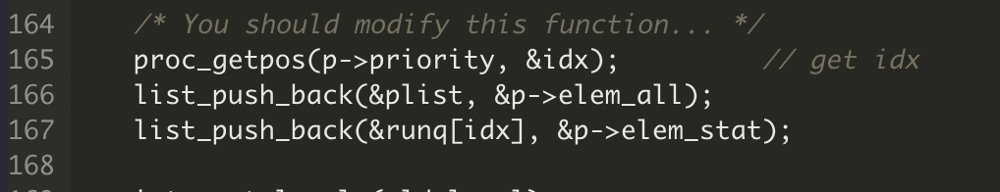 164 /* You should modify this function... */
165 proc_getpos(p->priority, &idx); // get idx
166 list_push_back(&plist, &p->elem_all);
167 list_push_back(&runq[idx], &p->elem_stat);
168